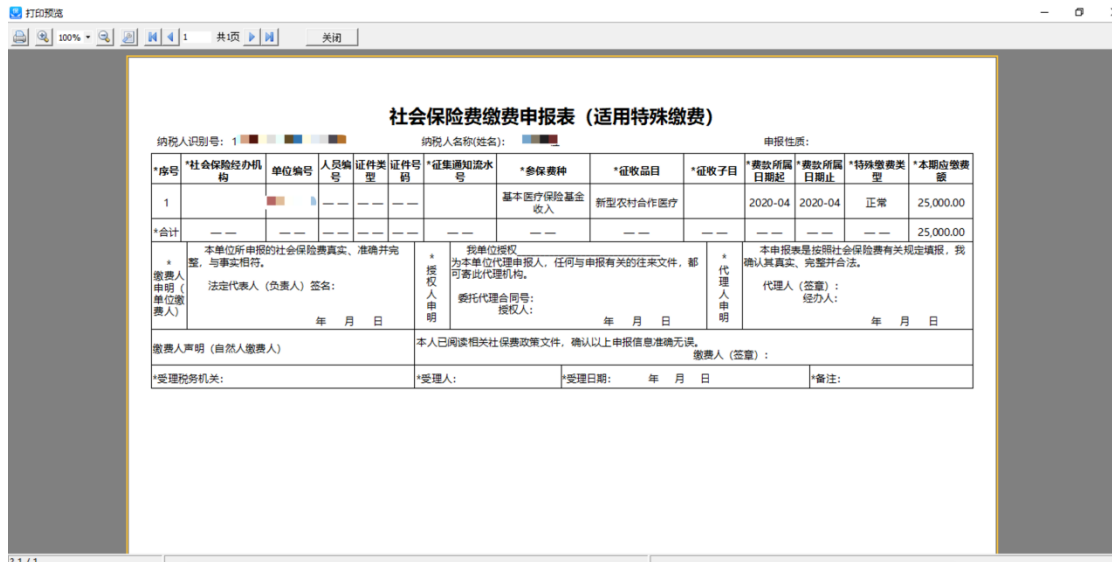 打印预览
100%
1 共1页
关闭
社会保险费缴费申报表（适用特殊缴费）
纳税人识别号: 1 纳税人名称(姓名): 申报性质:
*序号 *社会保险经办机构 单位编号 人员编号 证件类型 证件号码 *征集通知流水号 *参保费种 *征收品目 *征收子目 *费款所属日期起 *费款所属日期止 *特殊缴费类型 *本期应缴费额
1 — — — — — — 基本医疗保险基金收入 新型农村合作医疗 2020-04 2020-04 正常 25,000.00
*合计 — — — — — — — — — — — — — — — — — — — — — — — — 25,000.00
*缴费人申明（单位缴费人）
本单位所申报的社会保险费真实、准确并完整，与事实相符。
法定代表人（负责人）签名:
年 月 日
*授权人申明
我单位授权
为本单位代理申报人，任何与申报有关的往来文件，都可寄此代理机构。
委托代理合同号:
授权人:
年 月 日
*代理人申明
本申报表是按照社会保险费有关规定填报，我确认其真实、完整并合法。
代理人（签章）:
经办人:
年 月 日
缴费人声明（自然人缴费人）
本人已阅读相关社保费政策文件，确认以上申报信息准确无误。
缴费人（签章）:
*受理税务机关: *受理人: *受理日期: 年 月 日 *备注: